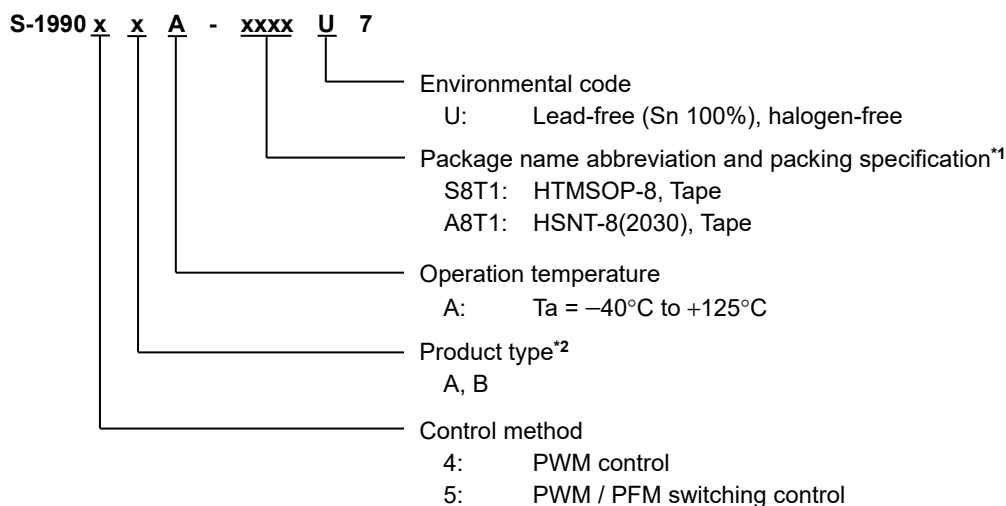 S-1990 x x A - xxxx U 7
Environmental code
U: Lead-free (Sn 100%), halogen-free
Package name abbreviation and packing specification*1
S8T1: HTMSOP-8, Tape
A8T1: HSNT-8(2030), Tape
Operation temperature
A: Ta = −40°C to +125°C
Product type*2
A, B
Control method
4: PWM control
5: PWM / PFM switching control